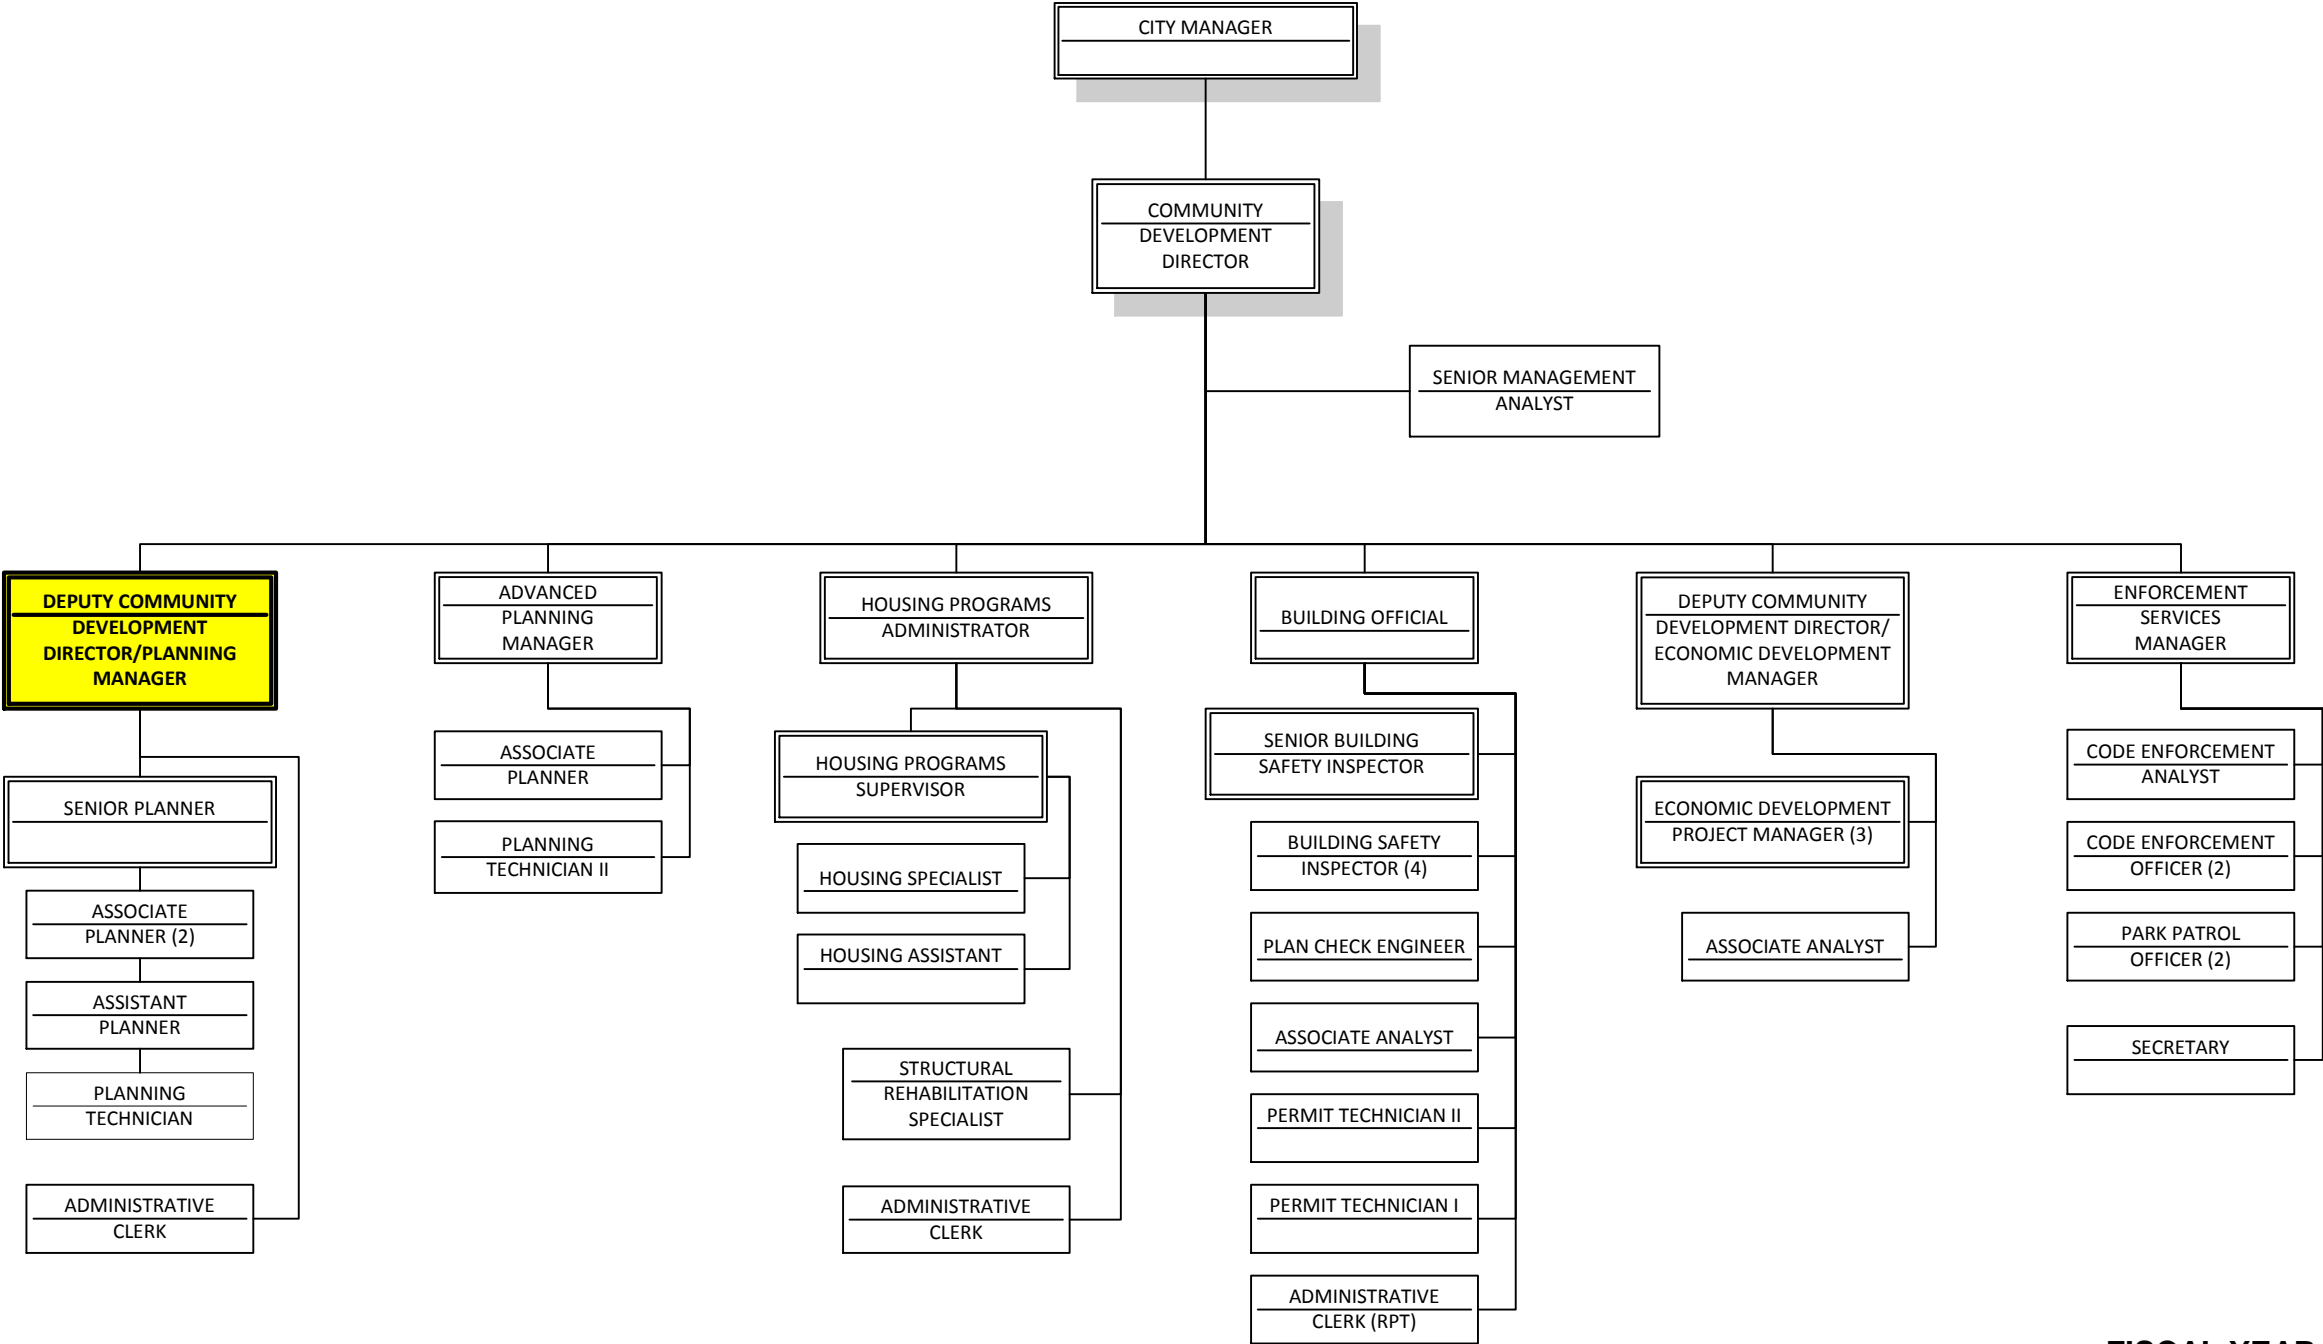 CITY MANAGER
COMMUNITY
DEVELOPMENT
DIRECTOR
SENIOR MANAGEMENT
ANALYST
DEPUTY COMMUNITY
DEVELOPMENT
DIRECTOR/PLANNING
MANAGER
SENIOR PLANNER
ASSOCIATE
PLANNER (2)
ASSISTANT
PLANNER
PLANNING
TECHNICIAN
ADMINISTRATIVE
CLERK
ADVANCED
PLANNING
MANAGER
ASSOCIATE
PLANNER
PLANNING
TECHNICIAN II
HOUSING PROGRAMS
ADMINISTRATOR
HOUSING PROGRAMS
SUPERVISOR
HOUSING SPECIALIST
HOUSING ASSISTANT
STRUCTURAL
REHABILITATION
SPECIALIST
ADMINISTRATIVE
CLERK
BUILDING OFFICIAL
SENIOR BUILDING
SAFETY INSPECTOR
BUILDING SAFETY
INSPECTOR (4)
PLAN CHECK ENGINEER
ASSOCIATE ANALYST
PERMIT TECHNICIAN II
PERMIT TECHNICIAN I
ADMINISTRATIVE
CLERK (RPT)
DEPUTY COMMUNITY
DEVELOPMENT DIRECTOR/
ECONOMIC DEVELOPMENT
MANAGER
ECONOMIC DEVELOPMENT
PROJECT MANAGER (3)
ASSOCIATE ANALYST
ENFORCEMENT
SERVICES
MANAGER
CODE ENFORCEMENT
ANALYST
CODE ENFORCEMENT
OFFICER (2)
PARK PATROL
OFFICER (2)
SECRETARY
FISCAL YEAR